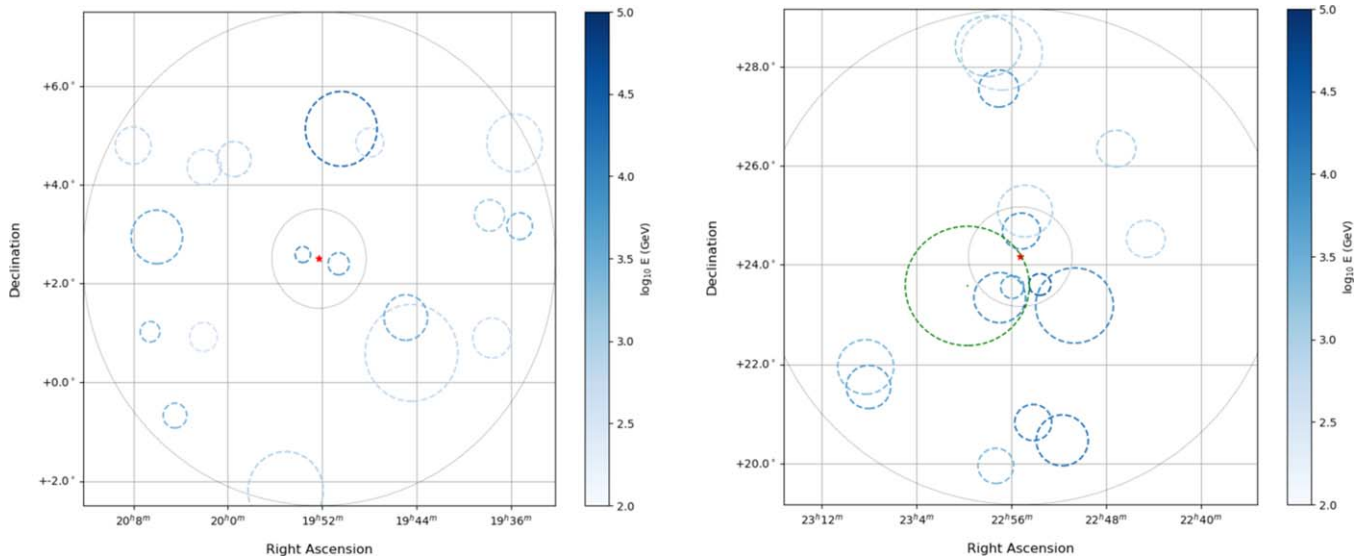 +6.0°
+4.0°
+2.0°
+0.0°
+-2.0°
Declination
20ʰ8ᵐ
20ʰ0ᵐ
19ʰ52ᵐ
19ʰ44ᵐ
19ʰ36ᵐ
Right Ascension
5.0
4.5
4.0
3.5
3.0
2.5
2.0
log₁₀ E (GeV)
+28.0°
+26.0°
+24.0°
+22.0°
+20.0°
Declination
23ʰ12ᵐ
23ʰ4ᵐ
22ʰ56ᵐ
22ʰ48ᵐ
22ʰ40ᵐ
Right Ascension
5.0
4.5
4.0
3.5
3.0
2.5
2.0
log₁₀ E (GeV)